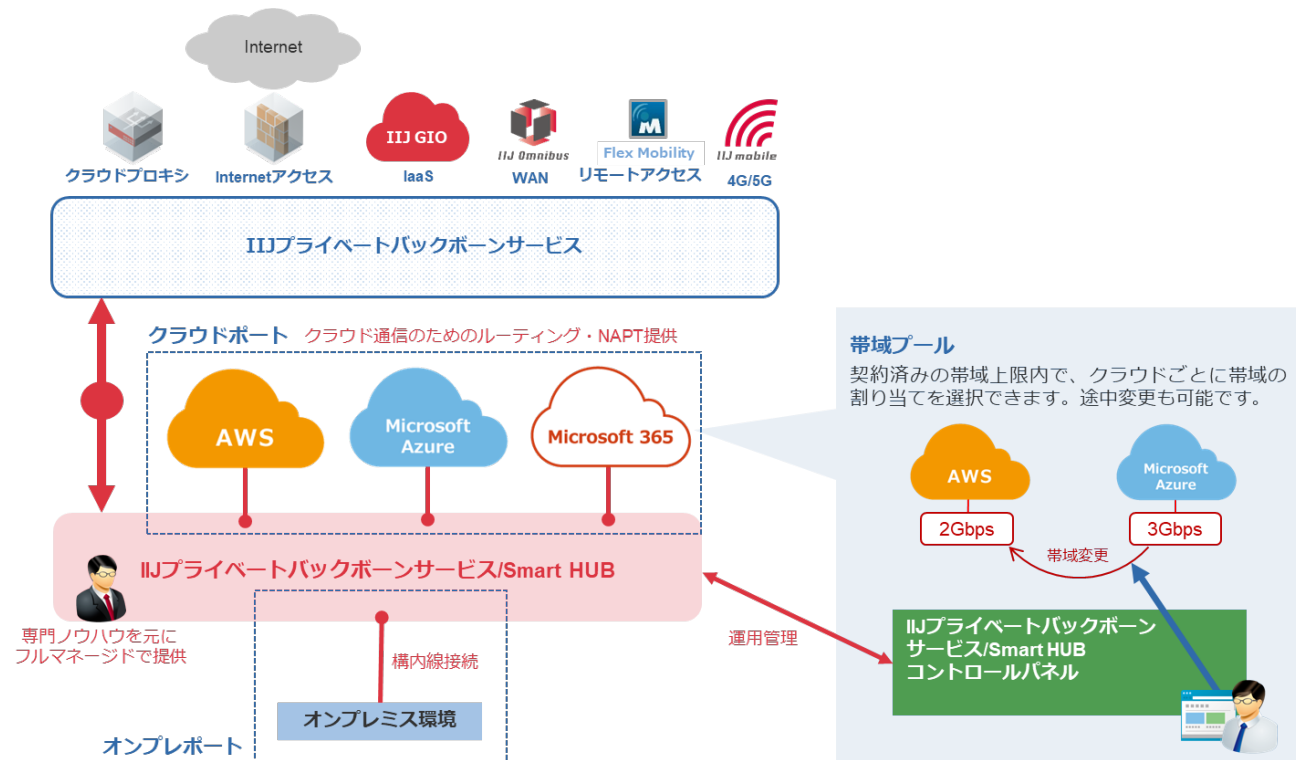 Internet
IIJ GIO
IIJ Omnibus
M
Flex Mobility
IIJ mobile
クラウドプロキシ
Internetアクセス
IaaS
WAN
リモートアクセス
4G/5G
IIJプライベートバックボーンサービス
クラウドポート
クラウド通信のためのルーティング・NAPT提供
AWS
Microsoft
Azure
Microsoft 365
IIJプライベートバックボーンサービス/Smart HUB
専門ノウハウを元に
フルマネージドで提供
構内線接続
オンプレミス環境
オンプレポート
運用管理
帯域プール
契約済みの帯域上限内で、クラウドごとに帯域の
割り当てを選択できます。途中変更も可能です。
AWS
Microsoft
Azure
2Gbps
3Gbps
帯域変更
IIJプライベートバックボーン
サービス/Smart HUB
コントロールパネル